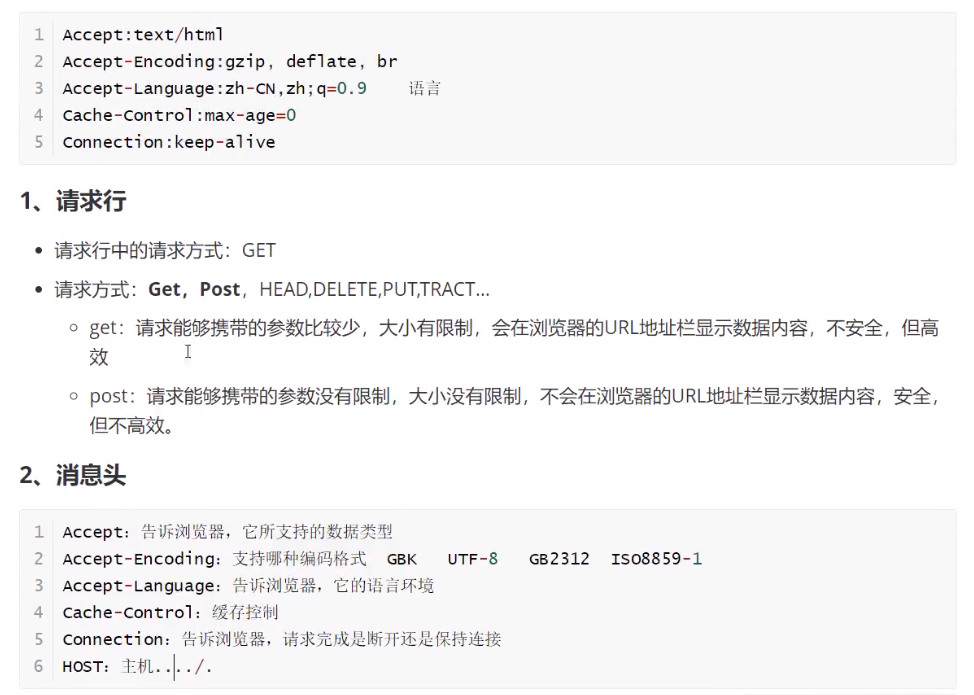 1 Accept:text/html
2 Accept-Encoding:gzip, deflate, br
3 Accept-Language:zh-CN,zh;q=0.9    语言
4 Cache-Control:max-age=0
5 Connection:keep-alive
1、请求行
• 请求行中的请求方式：GET
• 请求方式：Get，Post，HEAD,DELETE,PUT,TRACT...
○ get：请求能够携带的参数比较少，大小有限制，会在浏览器的URL地址栏显示数据内容，不安全，但高
效
○ post：请求能够携带的参数没有限制，大小没有限制，不会在浏览器的URL地址栏显示数据内容，安全，
但不高效。
2、消息头
1 Accept：告诉浏览器，它所支持的数据类型
2 Accept-Encoding：支持哪种编码格式  GBK   UTF-8   GB2312  ISO8859-1
3 Accept-Language：告诉浏览器，它的语言环境
4 Cache-Control：缓存控制
5 Connection：告诉浏览器，请求完成是断开还是保持连接
6 HOST：主机..../.